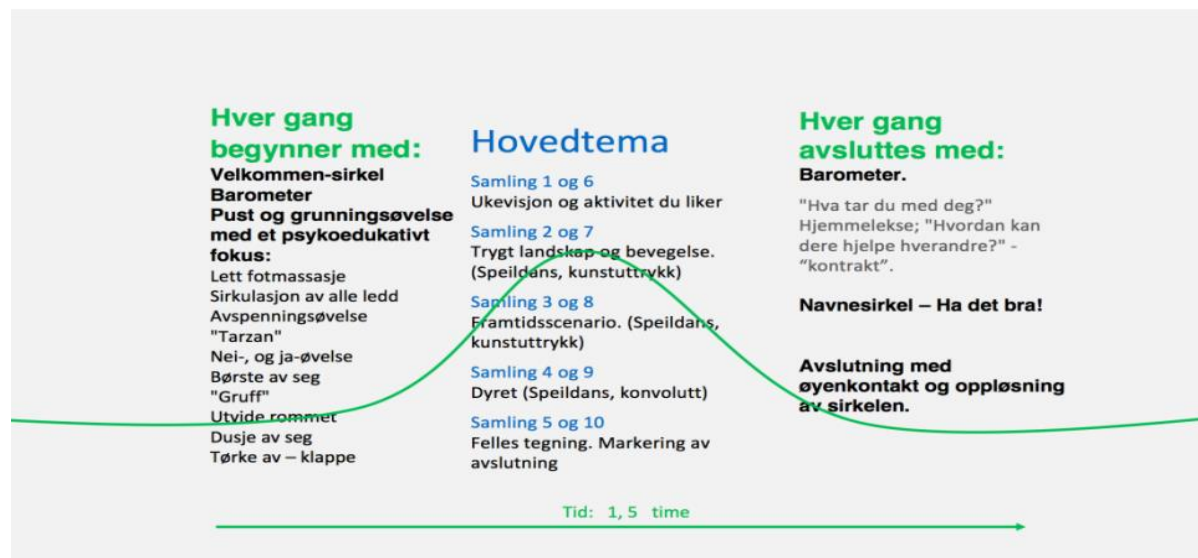 Hver gang
begynner med:
Velkommen-sirkel
Barometer
Pust og grunningsøvelse
med et psykoedukativt
fokus:
Lett fotmassasje
Sirkulasjon av alle ledd
Avspenningsøvelse
"Tarzan"
Nei-, og ja-øvelse
Børste av seg
"Gruff"
Utvide rommet
Dusje av seg
Tørke av – klappe
Hovedtema
Samling 1 og 6
Ukevisjon og aktivitet du liker
Samling 2 og 7
Trygt landskap og bevegelse.
(Speildans, kunstuttrykk)
Samling 3 og 8
Framtidsscenario. (Speildans,
kunstuttrykk)
Samling 4 og 9
Dyret (Speildans, konvolutt)
Samling 5 og 10
Felles tegning. Markering av
avslutning
Hver gang
avsluttes med:
Barometer.
"Hva tar du med deg?"
Hjemmelekse; "Hvordan kan
dere hjelpe hverandre?" -
“kontrakt”.
Navnesirkel – Ha det bra!
Avslutning med
øyenkontakt og oppløsning
av sirkelen.
Tid: 1, 5 time